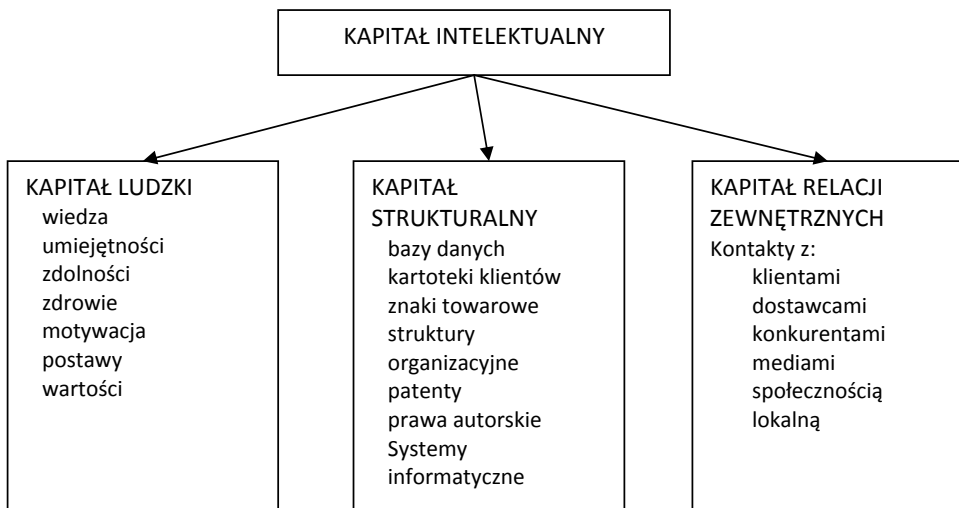 KAPITAŁ INTELEKTUALNY
KAPITAŁ LUDZKI
wiedza
umiejętności
zdolności
zdrowie
motywacja
postawy
wartości
KAPITAŁ
STRUKTURALNY
bazy danych
kartoteki klientów
znaki towarowe
struktury
organizacyjne
patenty
prawa autorskie
Systemy
informatyczne
KAPITAŁ RELACJI
ZEWNĘTRZNYCH
Kontakty z:
klientami
dostawcami
konkurentami
mediami
społecznością
lokalną